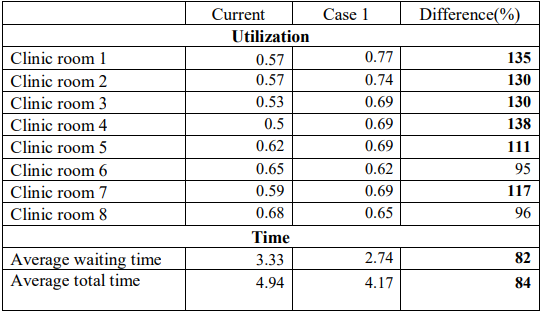 Current Case 1 Difference(%)
Utilization
Clinic room 1 0.57 0.77 135
Clinic room 2 0.57 0.74 130
Clinic room 3 0.53 0.69 130
Clinic room 4 0.5 0.69 138
Clinic room 5 0.62 0.69 111
Clinic room 6 0.65 0.62 95
Clinic room 7 0.59 0.69 117
Clinic room 8 0.68 0.65 96
Time
Average waiting time 3.33 2.74 82
Average total time 4.94 4.17 84